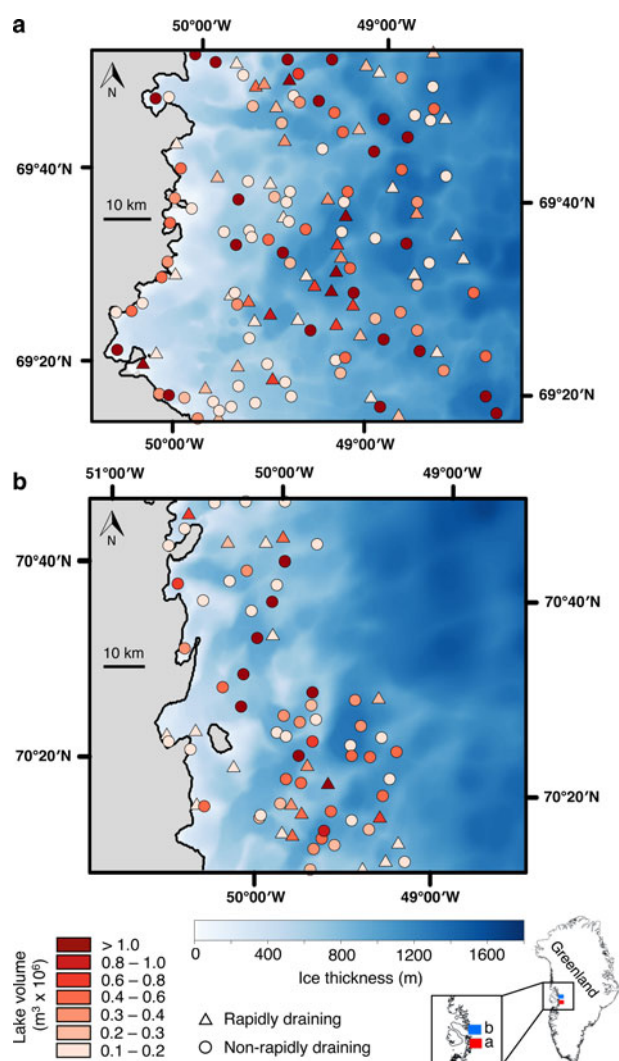 50°00′W 49°00′W
a
N
69°40′N
69°40′N
10 km
69°20′N
69°20′N
50°00′W 49°00′W
51°00′W 50°00′W 49°00′W
b
N
70°40′N
70°40′N
10 km
70°20′N
70°20′N
50°00′W 49°00′W
Lake volume
(m³ x 10⁶)
> 1.0
0.8 – 1.0
0.6 – 0.8
0.4 – 0.6
0.3 – 0.4
0.2 – 0.3
0.1 – 0.2
0 400 800 1200 1600
Ice thickness (m)
Rapidly draining
Non-rapidly draining
Greenland
b
a